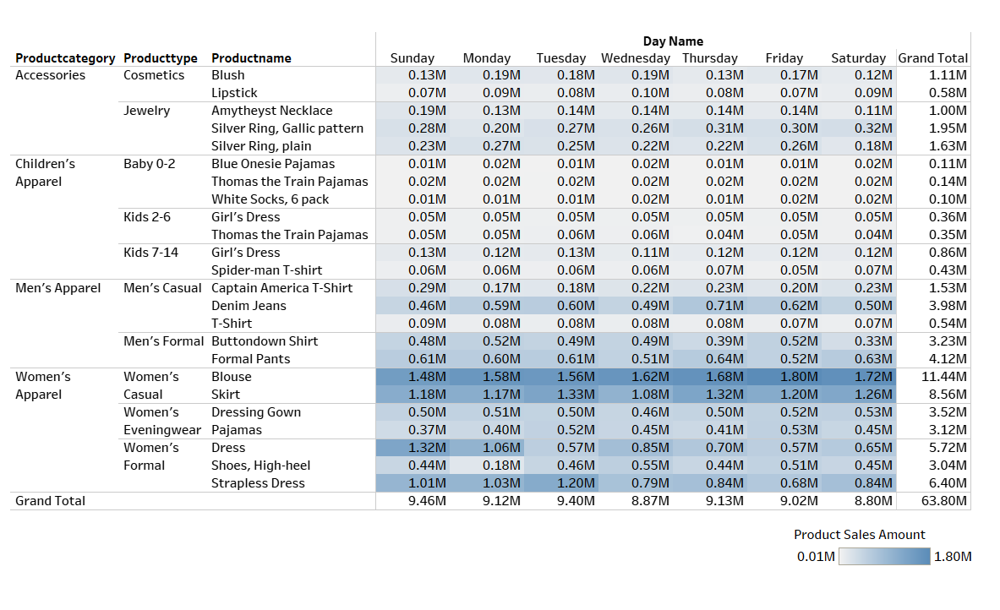 Day Name
Productcategory Producttype Productname Sunday Monday Tuesday Wednesday Thursday Friday Saturday Grand Total
Accessories Cosmetics Blush 0.13M 0.19M 0.18M 0.19M 0.13M 0.17M 0.12M 1.11M
Lipstick 0.07M 0.09M 0.08M 0.10M 0.08M 0.07M 0.09M 0.58M
Jewelry Amytheyst Necklace 0.19M 0.13M 0.14M 0.14M 0.14M 0.14M 0.11M 1.00M
Silver Ring, Gallic pattern 0.28M 0.20M 0.27M 0.26M 0.31M 0.30M 0.32M 1.95M
Silver Ring, plain 0.23M 0.27M 0.25M 0.22M 0.22M 0.26M 0.18M 1.63M
Children's Baby 0-2 Blue Onesie Pajamas 0.01M 0.02M 0.01M 0.02M 0.01M 0.01M 0.02M 0.11M
Apparel Thomas the Train Pajamas 0.02M 0.02M 0.02M 0.02M 0.02M 0.02M 0.02M 0.14M
White Socks, 6 pack 0.01M 0.01M 0.01M 0.02M 0.01M 0.02M 0.02M 0.10M
Kids 2-6 Girl's Dress 0.05M 0.05M 0.05M 0.05M 0.05M 0.05M 0.05M 0.36M
Thomas the Train Pajamas 0.05M 0.05M 0.06M 0.06M 0.04M 0.05M 0.04M 0.35M
Kids 7-14 Girl's Dress 0.13M 0.12M 0.13M 0.11M 0.12M 0.12M 0.12M 0.86M
Spider-man T-shirt 0.06M 0.06M 0.06M 0.06M 0.07M 0.05M 0.07M 0.43M
Men's Apparel Men's Casual Captain America T-Shirt 0.29M 0.17M 0.18M 0.22M 0.23M 0.20M 0.23M 1.53M
Denim Jeans 0.46M 0.59M 0.60M 0.49M 0.71M 0.62M 0.50M 3.98M
T-Shirt 0.09M 0.08M 0.08M 0.08M 0.08M 0.07M 0.07M 0.54M
Men's Formal Buttondown Shirt 0.48M 0.52M 0.49M 0.49M 0.39M 0.52M 0.33M 3.23M
Formal Pants 0.61M 0.60M 0.61M 0.51M 0.64M 0.52M 0.63M 4.12M
Women's Women's Blouse 1.48M 1.58M 1.56M 1.62M 1.68M 1.80M 1.72M 11.44M
Apparel Casual Skirt 1.18M 1.17M 1.33M 1.08M 1.32M 1.20M 1.26M 8.56M
Women's Dressing Gown 0.50M 0.51M 0.50M 0.46M 0.50M 0.52M 0.53M 3.52M
Eveningwear Pajamas 0.37M 0.40M 0.52M 0.45M 0.41M 0.53M 0.45M 3.12M
Women's Dress 1.32M 1.06M 0.57M 0.85M 0.70M 0.57M 0.65M 5.72M
Formal Shoes, High-heel 0.44M 0.18M 0.46M 0.55M 0.44M 0.51M 0.45M 3.04M
Strapless Dress 1.01M 1.03M 1.20M 0.79M 0.84M 0.68M 0.84M 6.40M
Grand Total 9.46M 9.12M 9.40M 8.87M 9.13M 9.02M 8.80M 63.80M
Product Sales Amount
0.01M 1.80M